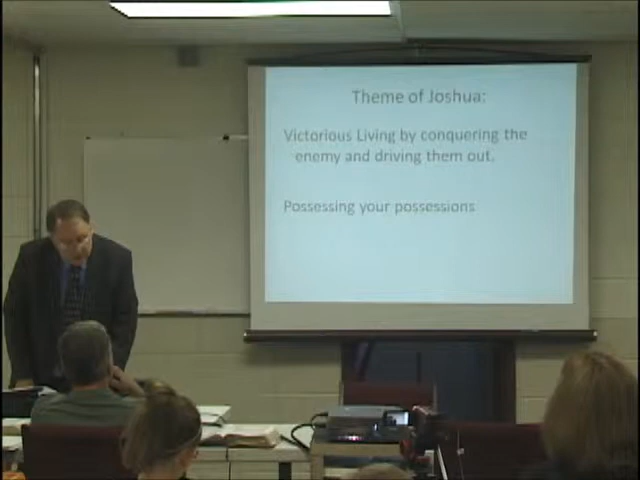 Theme of Joshua:
Victorious Living by conquering the
enemy and driving them out.
Possessing your possessions